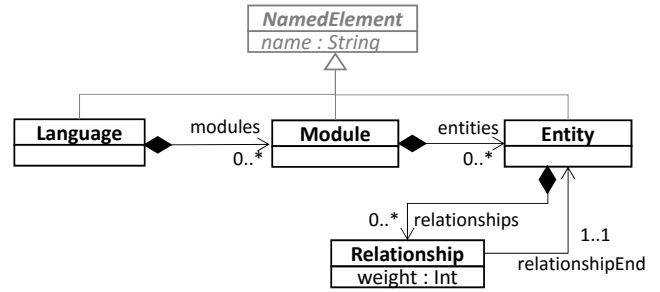 NamedElement
name : String
Language
modules
0..*
Module
entities
0..*
Entity
0..*
relationships
Relationship
weight : Int
1..1
relationshipEnd